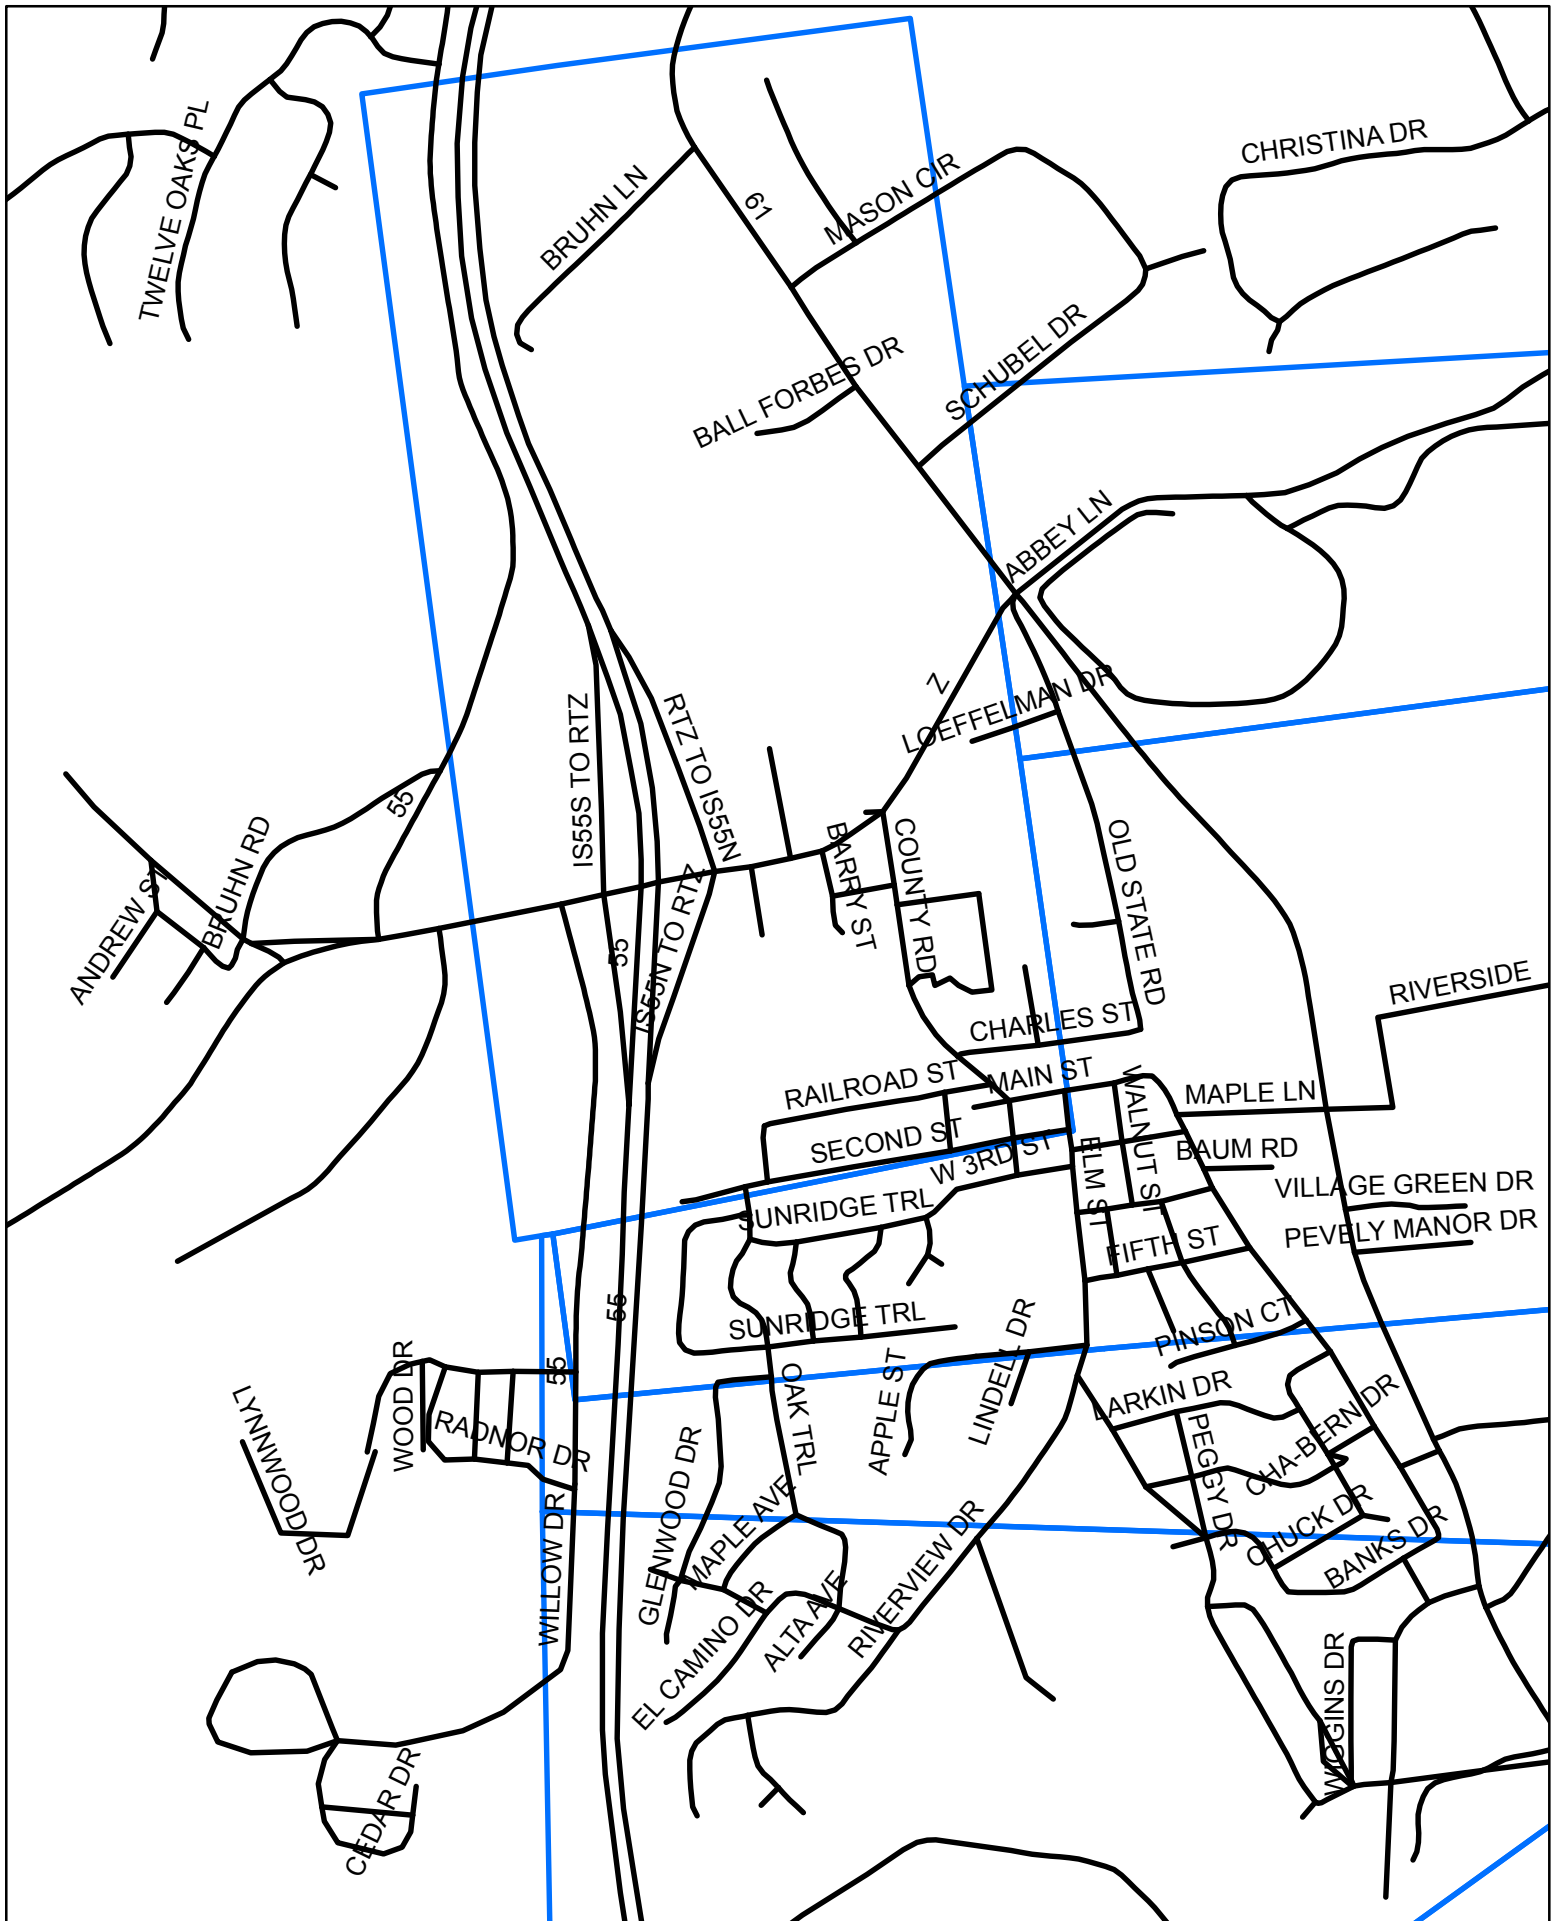 CHRISTINA DR
TWELVE OAKS PL
BRUHN LN
61
MASON CIR
BALL FORBES DR
SCHUBEL DR
ABBEY LN
Z
LOEFFELMAN DR
IS55S TO RTZ
RTZ TO IS55N
55
BRUHN RD
ANDREW ST
BARRY ST
COUNTY RD
OLD STATE RD
55
IS55N TO RTZ
RIVERSIDE
CHARLES ST
RAILROAD ST
MAIN ST
WALNUT ST
MAPLE LN
SECOND ST
W 3RD ST
ELM ST
BAUM RD
VILLAGE GREEN DR
SUNRIDGE TRL
FIFTH ST
PEVELY MANOR DR
55
SUNRIDGE TRL
PINSON CT
LINDELL DR
55
WOOD DR
LYNNWOOD DR
RADNOR DR
OAK TRL
APPLE ST
LARKIN DR
CHA-BERN DR
PEGGY DR
GLENWOOD DR
MAPLE AVE
WILLOW DR
CHUCK DR
BANKS DR
RIVERVIEW DR
EL CAMINO DR
ALTA AVE
WIGGINS DR
CEDAR DR